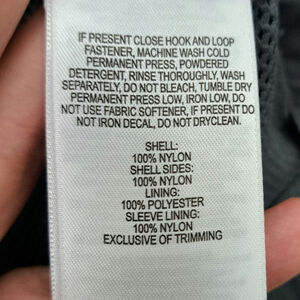 IF PRESENT CLOSE HOOK AND LOOP
FASTENER, MACHINE WASH COLD
PERMANENT PRESS, POWDERED
DETERGENT, RINSE THOROUGHLY, WASH
SEPARATELY, DO NOT BLEACH, TUMBLE DRY
PERMANENT PRESS LOW, IRON LOW, DO
NOT USE FABRIC SOFTENER, IF PRESENT DO
NOT IRON DECAL, DO NOT DRYCLEAN.
SHELL:
100% NYLON
SHELL SIDES:
100% NYLON
LINING:
100% POLYESTER
SLEEVE LINING:
100% NYLON
EXCLUSIVE OF TRIMMING